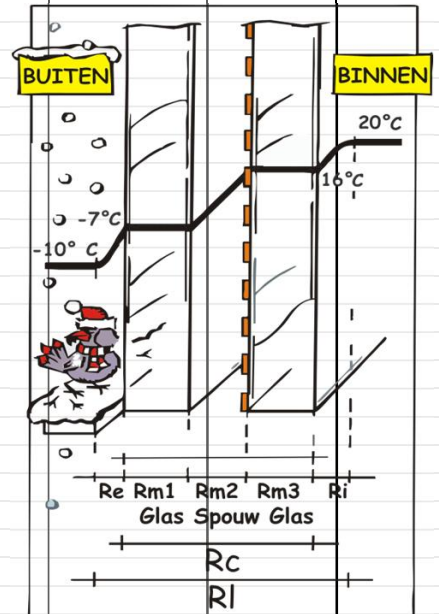 BUITEN
BINNEN
20°C
16°C
-7°C
-10° C
Re Rm1 Rm2 Rm3 Ri
Glas Spouw Glas
Rc
Rl